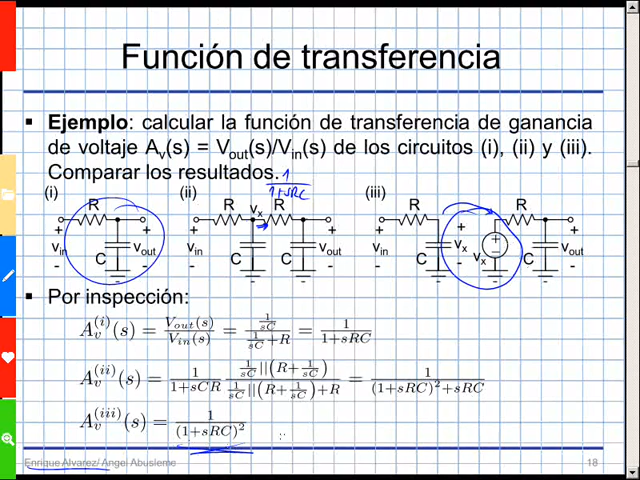 Función de transferencia
▪ Ejemplo: calcular la función de transferencia de ganancia
de voltaje Av(s) = Vout(s)/Vin(s) de los circuitos (i), (ii) y (iii).
Comparar los resultados. 1/(1+sRC)
(i) (ii) (iii)
R R vx R R R
+ + + + + + + +
vin vout vin vout vin vx vx vout
C C C C C
- - - - - - - -
▪ Por inspección:
Av^(i)(s) = Vout(s)/Vin(s) = (1/sC)/(1/sC + R) = 1/(1+sRC)
Av^(ii)(s) = 1/(1+sCR) (1/sC||(R+1/sC))/(1/sC||(R+1/sC)+R) = 1/((1+sRC)^2+sRC)
Av^(iii)(s) = 1/(1+sRC)^2
Enrique Alvarez/ Angel Abusleme 18